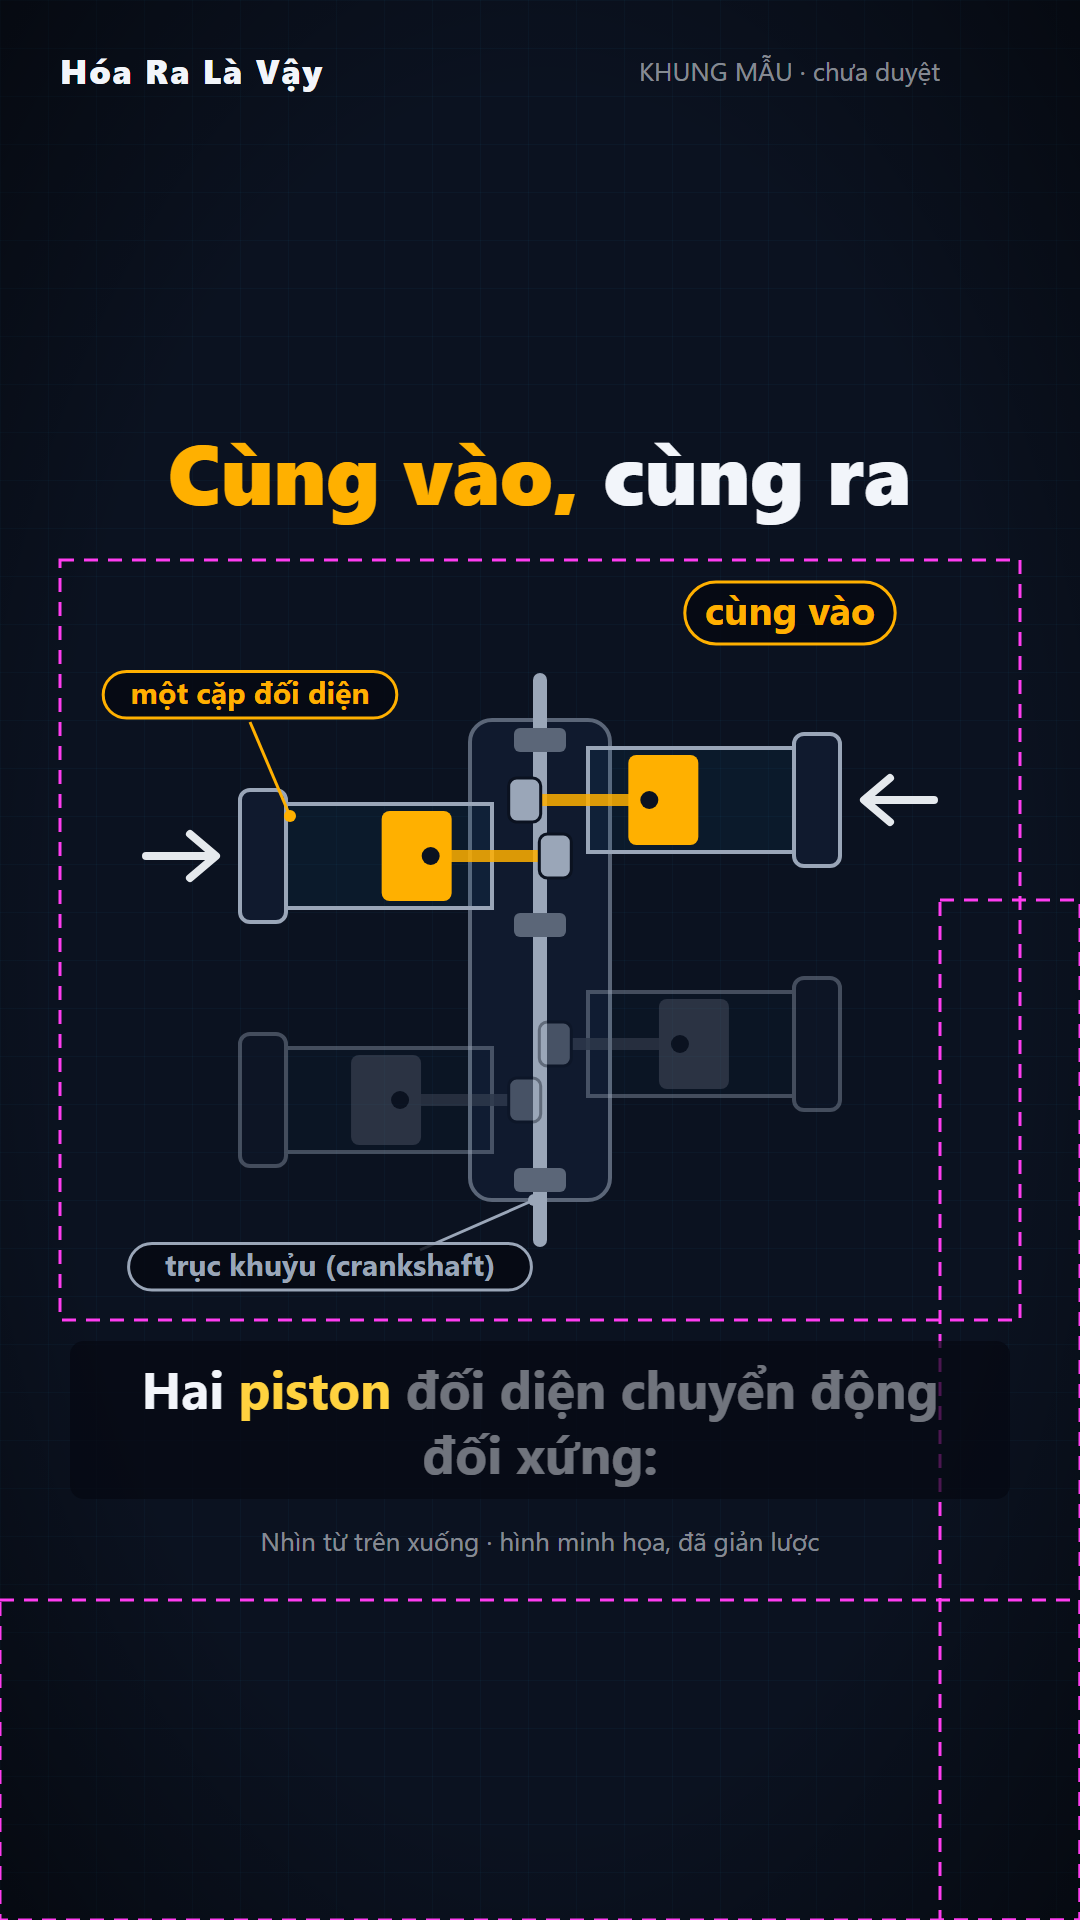 Hóa Ra Là Vậy
KHUNG MẪU · chưa duyệt
Cùng vào, cùng ra
cùng vào
một cặp đối diện
trục khuỷu (crankshaft)
Hai piston đối diện chuyển động
đối xứng:
Nhìn từ trên xuống · hình minh họa, đã giản lược